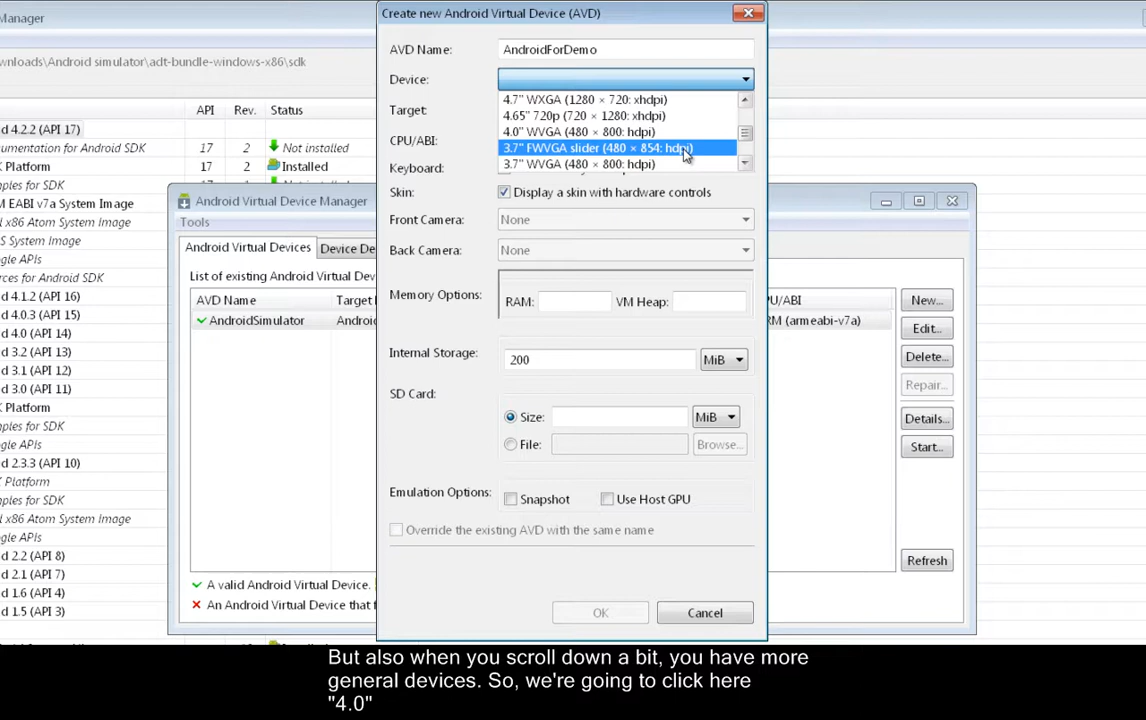 Manager
Create new Android Virtual Device (AVD)
wnloads\Android simulator\adt-bundle-windows-x86\sdk
AVD Name: AndroidForDemo
Device:
4.7" WXGA (1280 × 720: xhdpi)
4.65" 720p (720 × 1280: xhdpi)
4.0" WVGA (480 × 800: hdpi)
3.7" FWVGA slider (480 × 854: hdpi)
3.7" WVGA (480 × 800: hdpi)
Target:
CPU/ABI:
Keyboard:
Skin: Display a skin with hardware controls
Front Camera: None
Back Camera: None
Memory Options: RAM: VM Heap:
Internal Storage: 200 MiB
SD Card:
Size: MiB
File: Browse...
Emulation Options: Snapshot Use Host GPU
Override the existing AVD with the same name
OK Cancel
API Rev. Status
d 4.2.2 (API 17)
umentation for Android SDK 17 2 Not installed
K Platform 17 2 Installed
M EABI v7a System Image
l x86 Atom System Image
S System Image
gle APIs
rces for Android SDK
d 4.1.2 (API 16)
d 4.0.3 (API 15)
d 4.0 (API 14)
d 3.2 (API 13)
d 3.1 (API 12)
d 3.0 (API 11)
K Platform
ples for SDK
gle APIs
d 2.3.3 (API 10)
K Platform
mples for SDK
l x86 Atom System Image
ogle APIs
d 2.2 (API 8)
d 2.1 (API 7)
d 1.6 (API 4)
d 1.5 (API 3)
Android Virtual Device Manager
Tools
Android Virtual Devices Device De
List of existing Android Virtual Dev
AVD Name Target PU/ABI
AndroidSimulator Android RM (armeabi-v7a)
New...
Edit...
Delete...
Repair...
Details...
Start...
Refresh
A valid Android Virtual Device.
An Android Virtual Device that f
But also when you scroll down a bit, you have more
general devices. So, we're going to click here
"4.0"